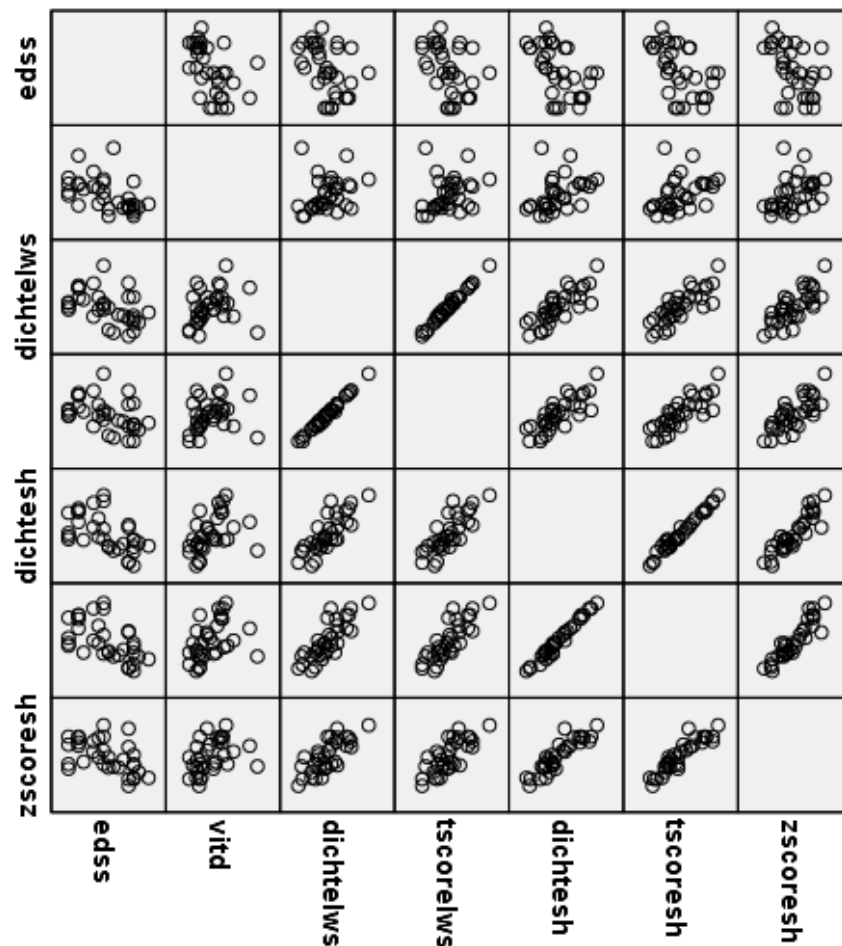 edss
dichtelws
dichtesh
zscoresh
edss
vitd
dichtelws
tscorelws
dichtesh
tscoresh
zscoresh